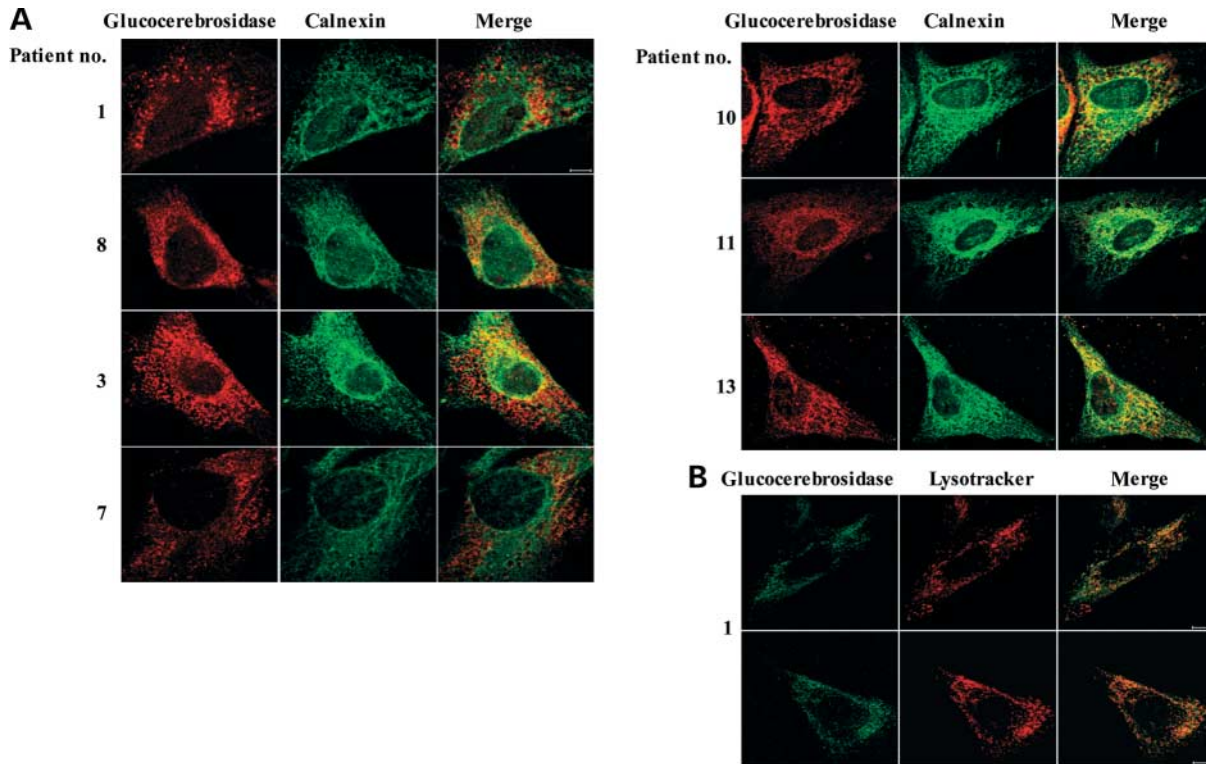 A
Glucocerebrosidase Calnexin Merge
Patient no.
1
8
3
7
Glucocerebrosidase Calnexin Merge
Patient no.
10
11
13
B
Glucocerebrosidase Lysotracker Merge
1